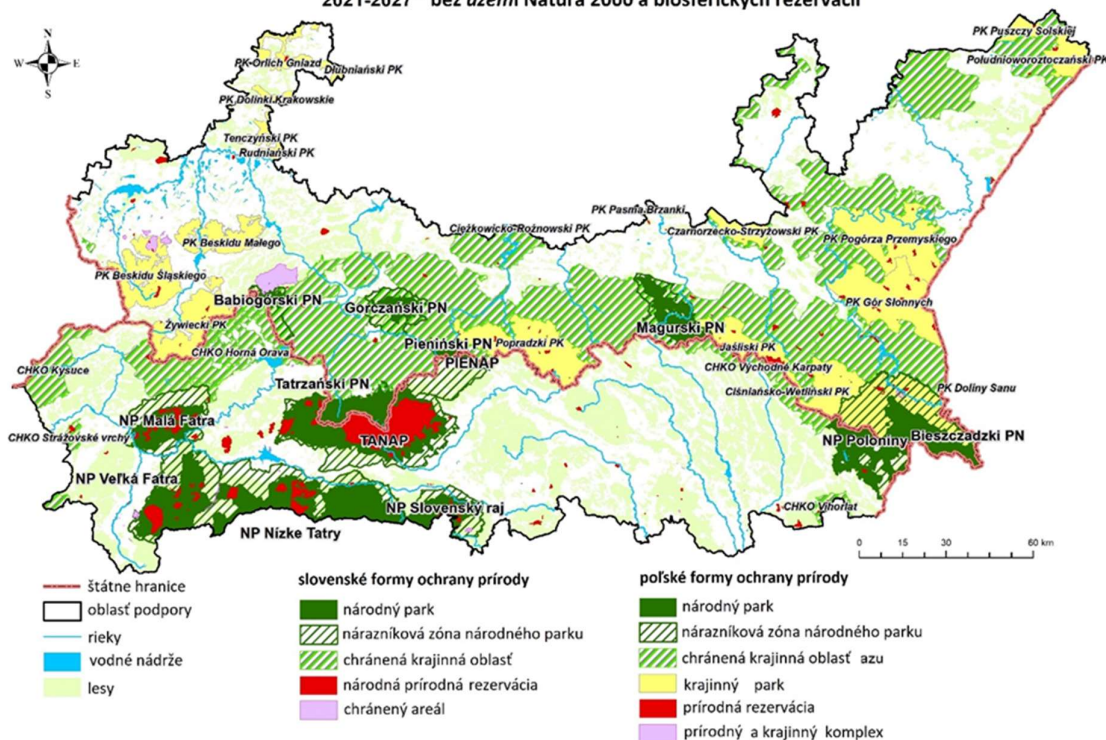 2021-2027 bez území Natura 2000 a biosférických rezervácií
N
W E
S
PK Puszczy Solskiej
Południoworoztoczański PK
PK Orlich Gniazd
Dłubniański PK
PK Dolinki Krakowskie
Tenczyński PK
Rudniański PK
PK Pasma Brzanki
Ciężkowicko-Rożnowski PK
Czarnorzecko-Strzyżowski PK
PK Pogórza Przemyskiego
PK Beskidu Małego
PK Beskidu Śląskiego
Babiogórski PN
Gorczański PN
PK Gór Słonnych
Magurski PN
Żywiecki PK
Pieniński PN
Popradzki PK
Jaśliski PK
CHKO Horná Orava
PIENAP
CHKO Východné Karpaty
CHKO Kysuce
Tatrzański PN
Ciśniańsko-Wetliński PK
PK Doliny Sanu
NP Malá Fatra
CHKO Strážovské vrchy
TANAP
NP Poloniny
Bieszczadzki PN
NP Veľká Fatra
NP Slovenský raj
CHKO Vihorlat
NP Nízke Tatry
0 15 30 60 km
štátne hranice
oblasť podpory
rieky
vodné nádrže
lesy
slovenské formy ochrany prírody
národný park
nárazníková zóna národného parku
chránená krajinná oblasť
národná prírodná rezervácia
chránený areál
poľské formy ochrany prírody
národný park
nárazníková zóna národného parku
chránená krajinná oblasť azu
krajinný park
prírodná rezervácia
prírodný a krajinný komplex